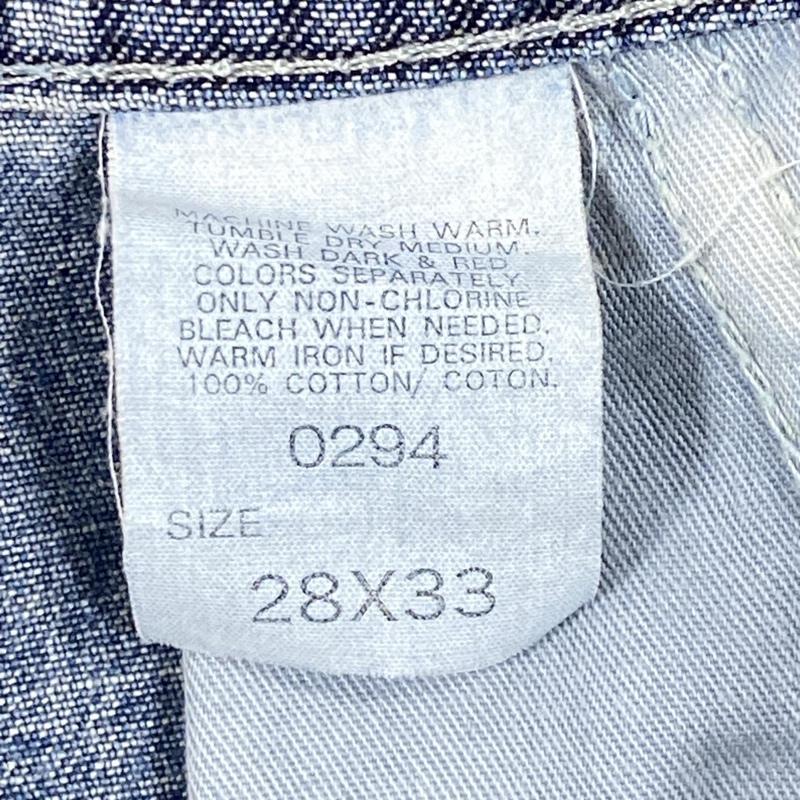 MACHINE WASH WARM.
TUMBLE DRY MEDIUM.
WASH DARK & RED
COLORS SEPARATELY
ONLY NON-CHLORINE
BLEACH WHEN NEEDED.
WARM IRON IF DESIRED.
100% COTTON/ COTON.
0294
SIZE
28X33